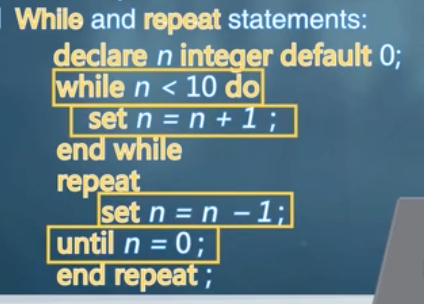 While and repeat statements:
declare n integer default 0;
while n < 10 do
set n = n + 1 ;
end while
repeat
set n = n − 1;
until n = 0 ;
end repeat ;